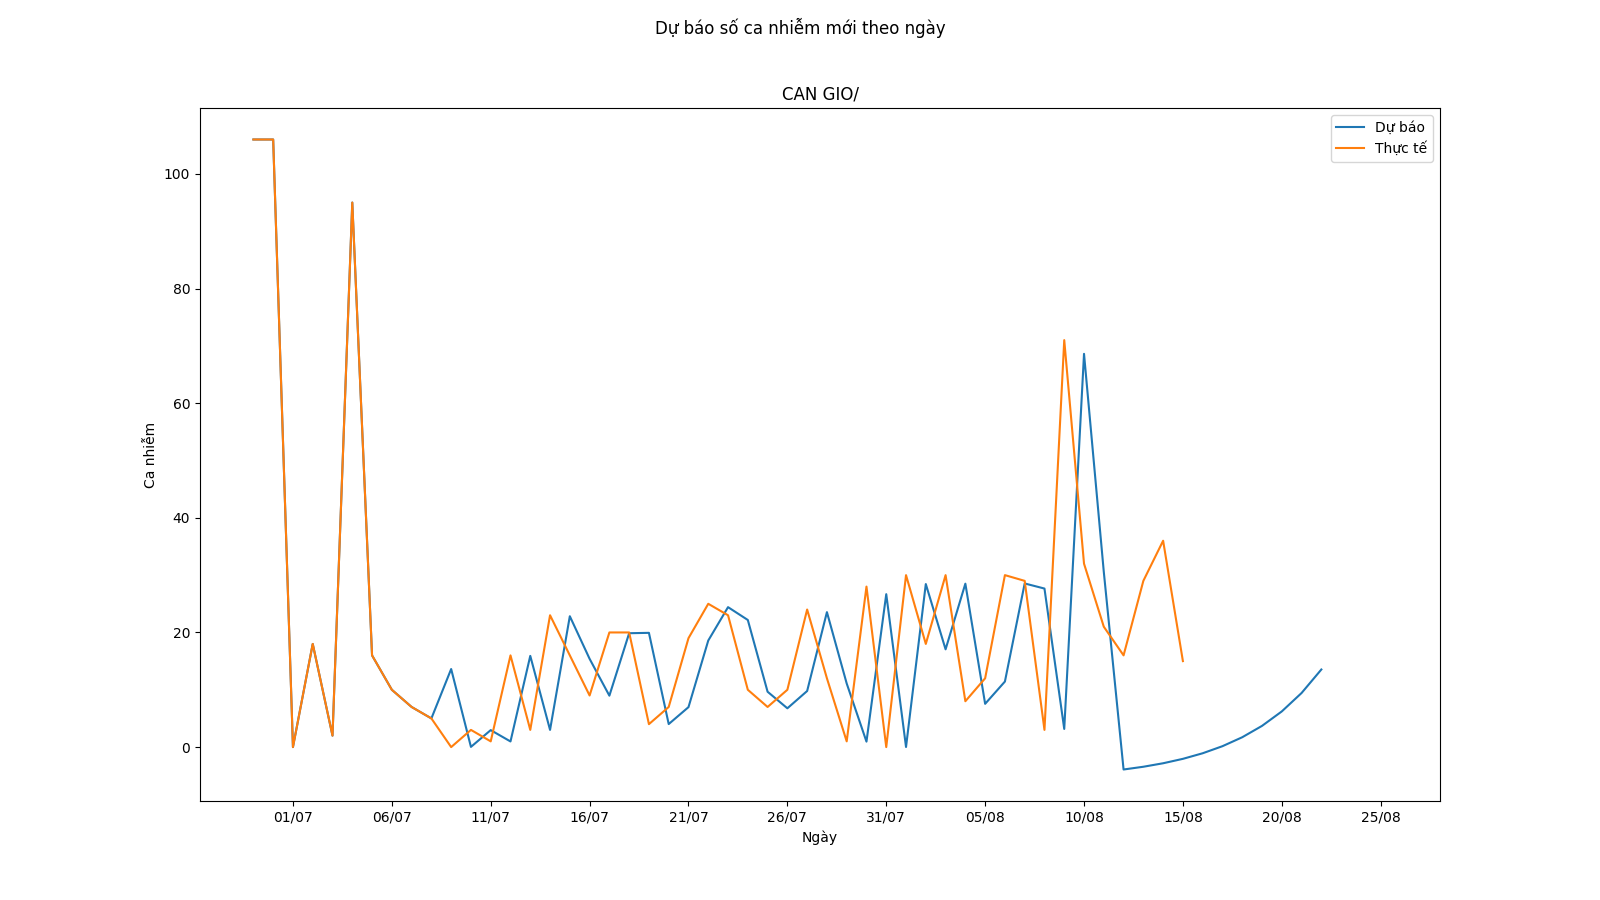 Dự báo số ca nhiễm mới theo ngày
CAN GIO/
Dự báo
Thực tế
100
80
60
40
20
0
Ca nhiễm
01/07 06/07 11/07 16/07 21/07 26/07 31/07 05/08 10/08 15/08 20/08 25/08
Ngày